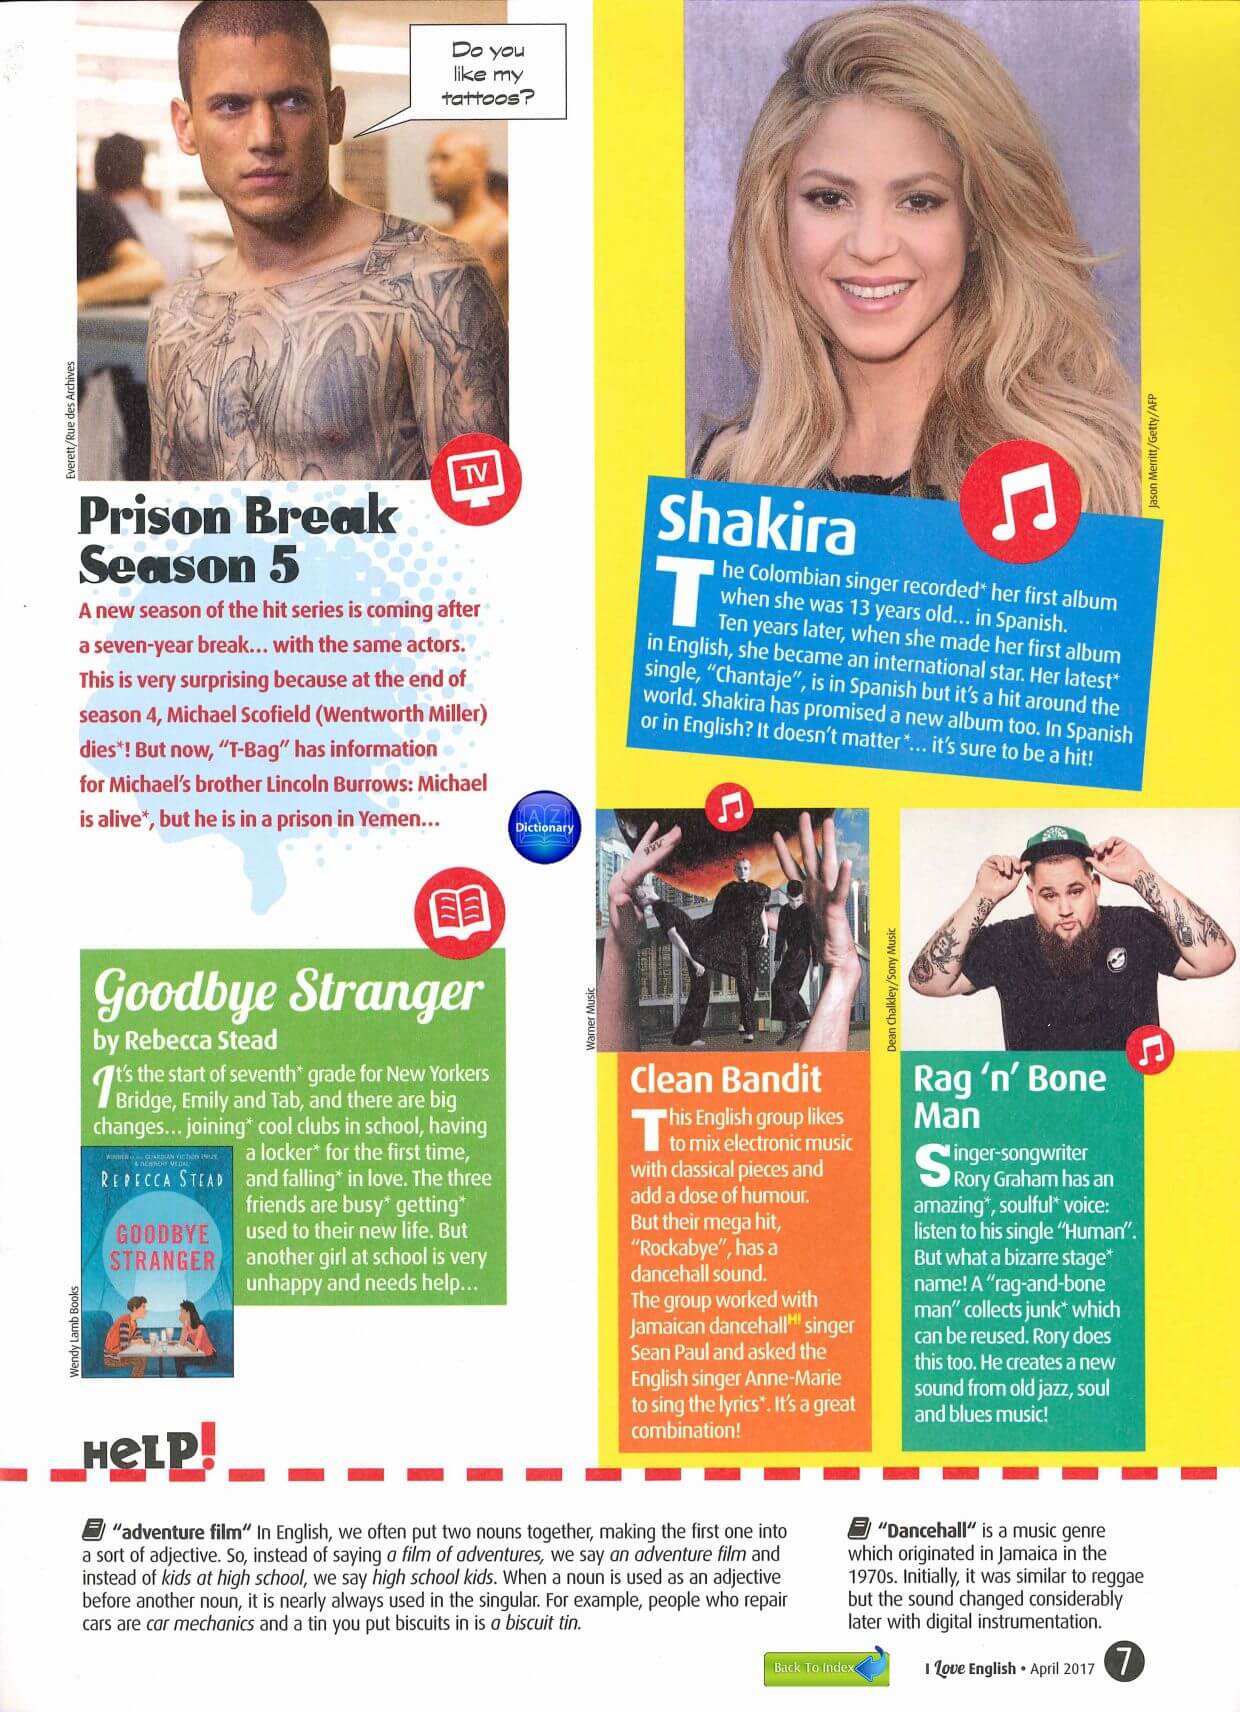 Do you
like my
tattoos?
Everett/Rue des Archives
TV
Prison Break
Season 5
A new season of the hit series is coming after
a seven-year break... with the same actors.
This is very surprising because at the end of
season 4, Michael Scofield (Wentworth Miller)
dies*! But now, “T-Bag” has information
for Michael’s brother Lincoln Burrows: Michael
is alive*, but he is in a prison in Yemen...
Jason Merritt/Getty/AFP
Shakira
The Colombian singer recorded* her first album
when she was 13 years old... in Spanish.
Ten years later, when she made her first album
in English, she became an international star. Her latest*
single, “Chantaje”, is in Spanish but it’s a hit around the
world. Shakira has promised a new album too. In Spanish
or in English? It doesn’t matter*... it’s sure to be a hit!
A Z
Dictionary
Goodbye Stranger
by Rebecca Stead
It’s the start of seventh* grade for New Yorkers
Bridge, Emily and Tab, and there are big
changes... joining* cool clubs in school, having
a locker* for the first time,
and falling* in love. The three
friends are busy* getting*
used to their new life. But
another girl at school is very
unhappy and needs help...
WINNER OF THE GUARDIAN FICTION PRIZE
& NEWBERY MEDAL
REBECCA STEAD
GOODBYE
STRANGER
Wendy Lamb Books
Warner Music
Clean Bandit
This English group likes
to mix electronic music
with classical pieces and
add a dose of humour.
But their mega hit,
“Rockabye”, has a
dancehall sound.
The group worked with
Jamaican dancehallH! singer
Sean Paul and asked the
English singer Anne-Marie
to sing the lyrics*. It’s a great
combination!
Dean Chalkley/Sony Music
Rag ‘n’ Bone
Man
Singer-songwriter
Rory Graham has an
amazing*, soulful* voice:
listen to his single “Human”.
But what a bizarre stage*
name! A “rag-and-bone
man” collects junk* which
can be reused. Rory does
this too. He creates a new
sound from old jazz, soul
and blues music!
HELP!
“adventure film“ In English, we often put two nouns together, making the first one into
a sort of adjective. So, instead of saying a film of adventures, we say an adventure film and
instead of kids at high school, we say high school kids. When a noun is used as an adjective
before another noun, it is nearly always used in the singular. For example, people who repair
cars are car mechanics and a tin you put biscuits in is a biscuit tin.
“Dancehall“ is a music genre
which originated in Jamaica in the
1970s. Initially, it was similar to reggae
but the sound changed considerably
later with digital instrumentation.
Back To Index
I Love English • April 2017 7